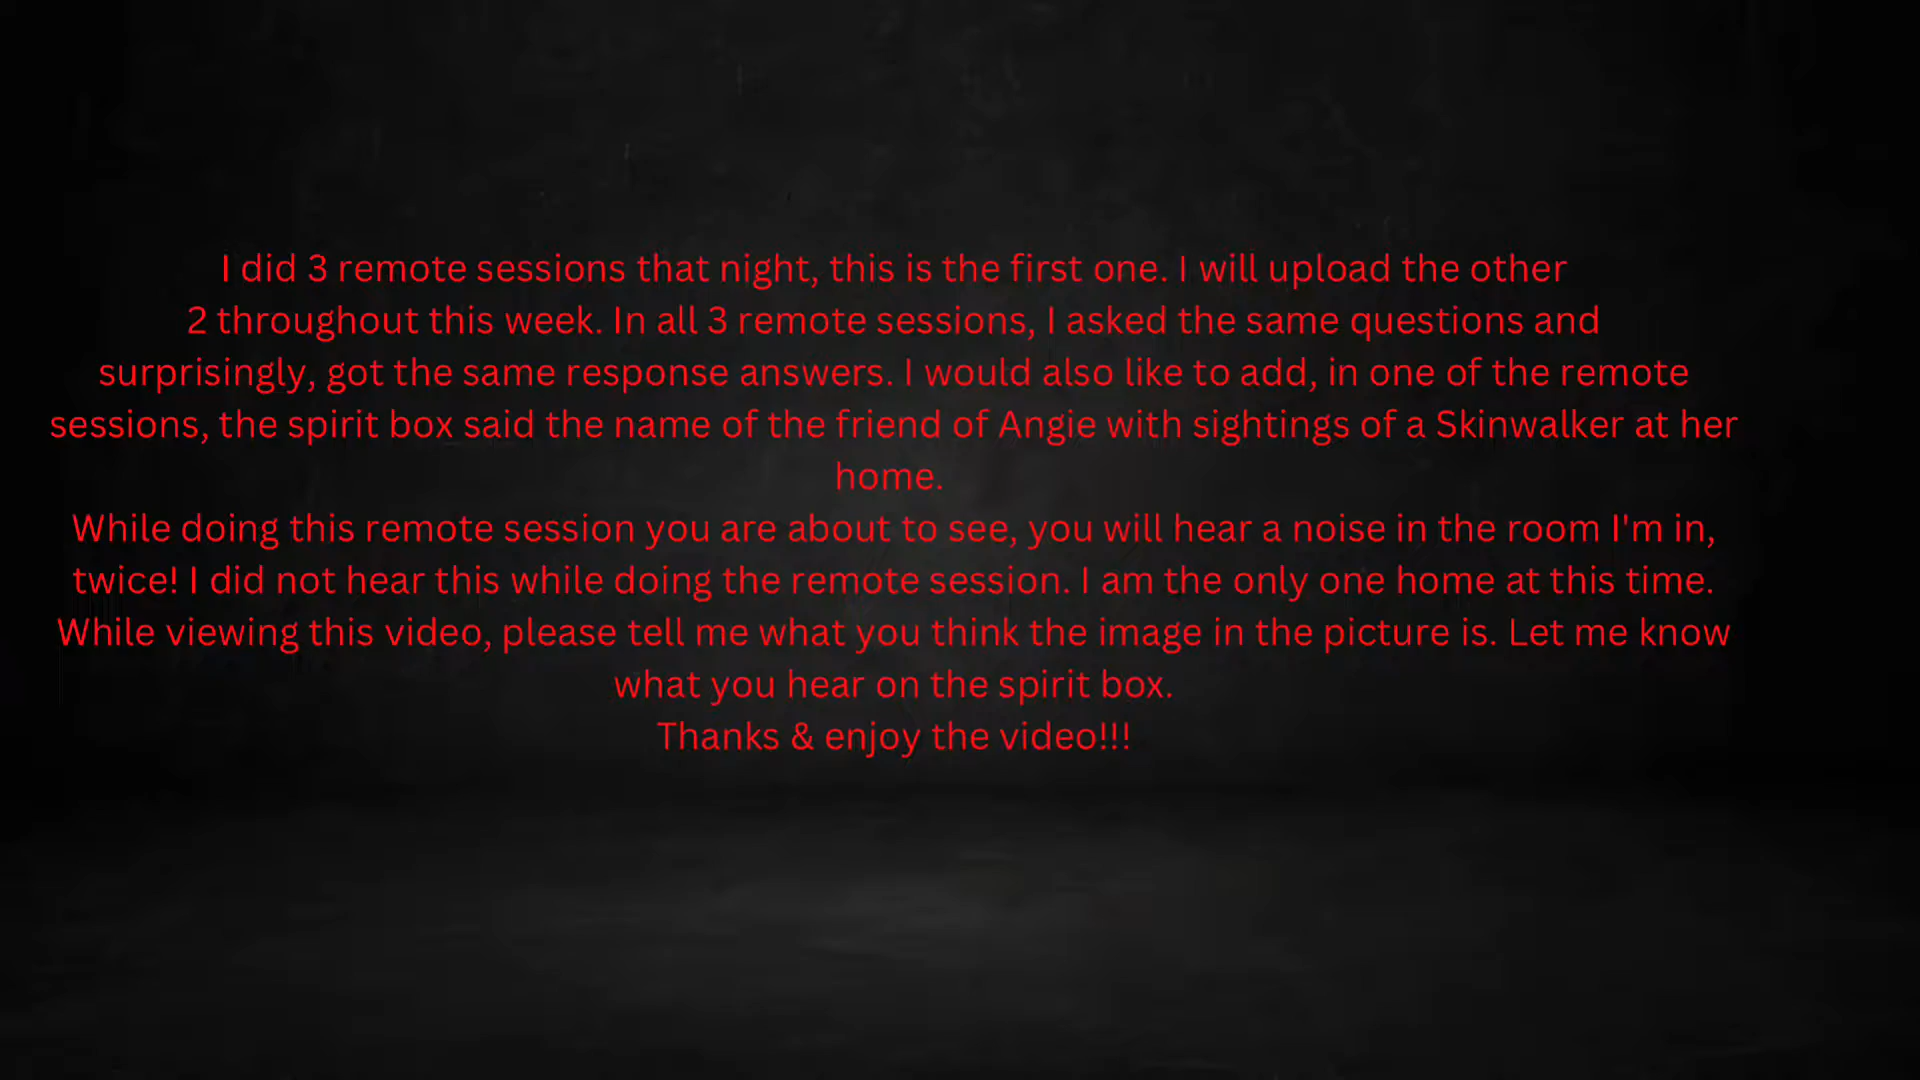 I did 3 remote sessions that night, this is the first one. I will upload the other
2 throughout this week. In all 3 remote sessions, I asked the same questions and
surprisingly, got the same response answers. I would also like to add, in one of the remote
sessions, the spirit box said the name of the friend of Angie with sightings of a Skinwalker at her
home.
While doing this remote session you are about to see, you will hear a noise in the room I'm in,
twice! I did not hear this while doing the remote session. I am the only one home at this time.
While viewing this video, please tell me what you think the image in the picture is. Let me know
what you hear on the spirit box.
Thanks & enjoy the video!!!